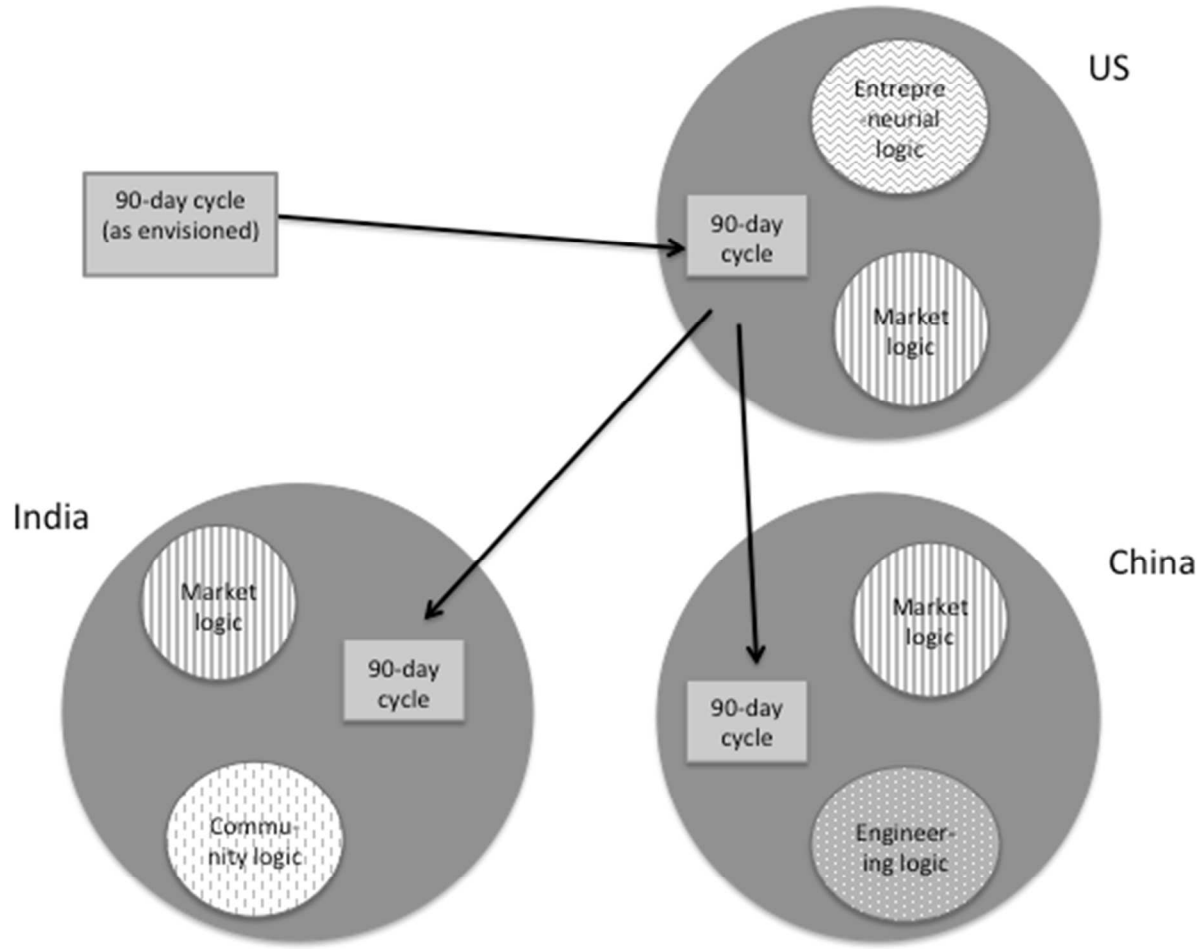 US
Entrepre
-neurial
logic
90-day cycle
(as envisioned)
90-day
cycle
Market
logic
India
China
Market
logic
90-day
cycle
Commu-
nity logic
Market
logic
90-day
cycle
Engineer-
ing logic